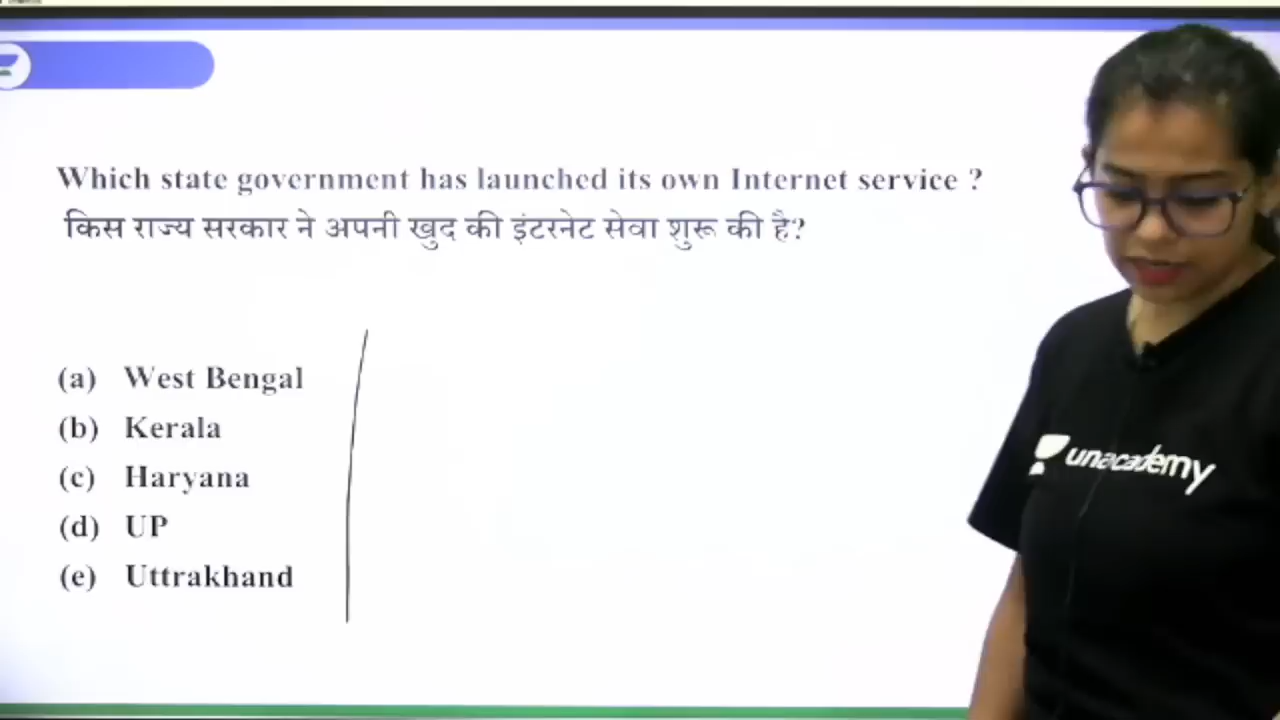 Which state government has launched its own Internet service ?
किस राज्य सरकार ने अपनी खुद की इंटरनेट सेवा शुरू की है?
(a) West Bengal
(b) Kerala
(c) Haryana
(d) UP
(e) Uttrakhand
unacademy